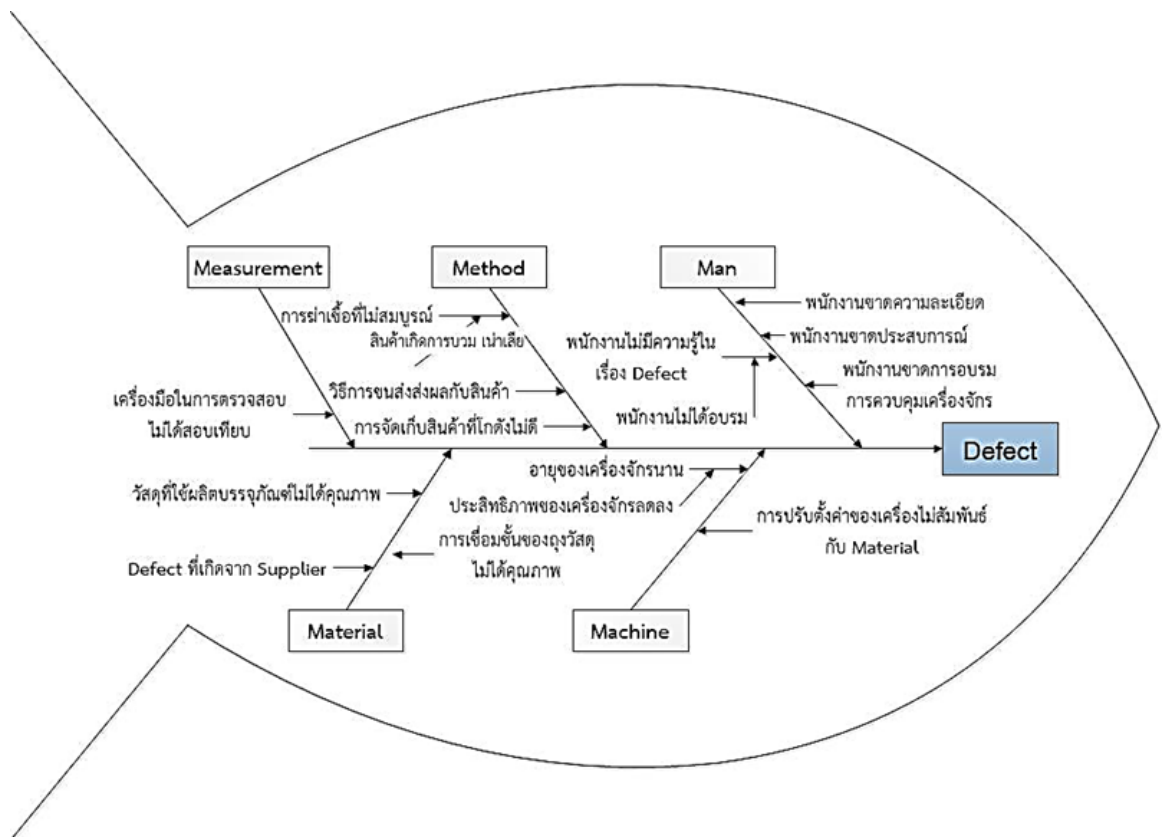 Measurement
Method
Man
การฆ่าเชื้อที่ไม่สมบูรณ์
สินค้าเกิดการบวม เน่าเสีย
วิธีการขนส่งส่งผลกับสินค้า
การจัดเก็บสินค้าที่โกดังไม่ดี
เครื่องมือในการตรวจสอบ
ไม่ได้สอบเทียบ
พนักงานขาดความละเอียด
พนักงานขาดประสบการณ์
พนักงานไม่มีความรู้ใน
เรื่อง Defect
พนักงานไม่ได้อบรม
พนักงานขาดการอบรม
การควบคุมเครื่องจักร
Defect
วัสดุที่ใช้ผลิตบรรจุภัณฑ์ไม่ได้คุณภาพ
Defect ที่เกิดจาก Supplier
การเชื่อมชั้นของถุงวัสดุ
ไม่ได้คุณภาพ
อายุของเครื่องจักรนาน
ประสิทธิภาพของเครื่องจักรลดลง
การปรับตั้งค่าของเครื่องไม่สัมพันธ์
กับ Material
Material
Machine